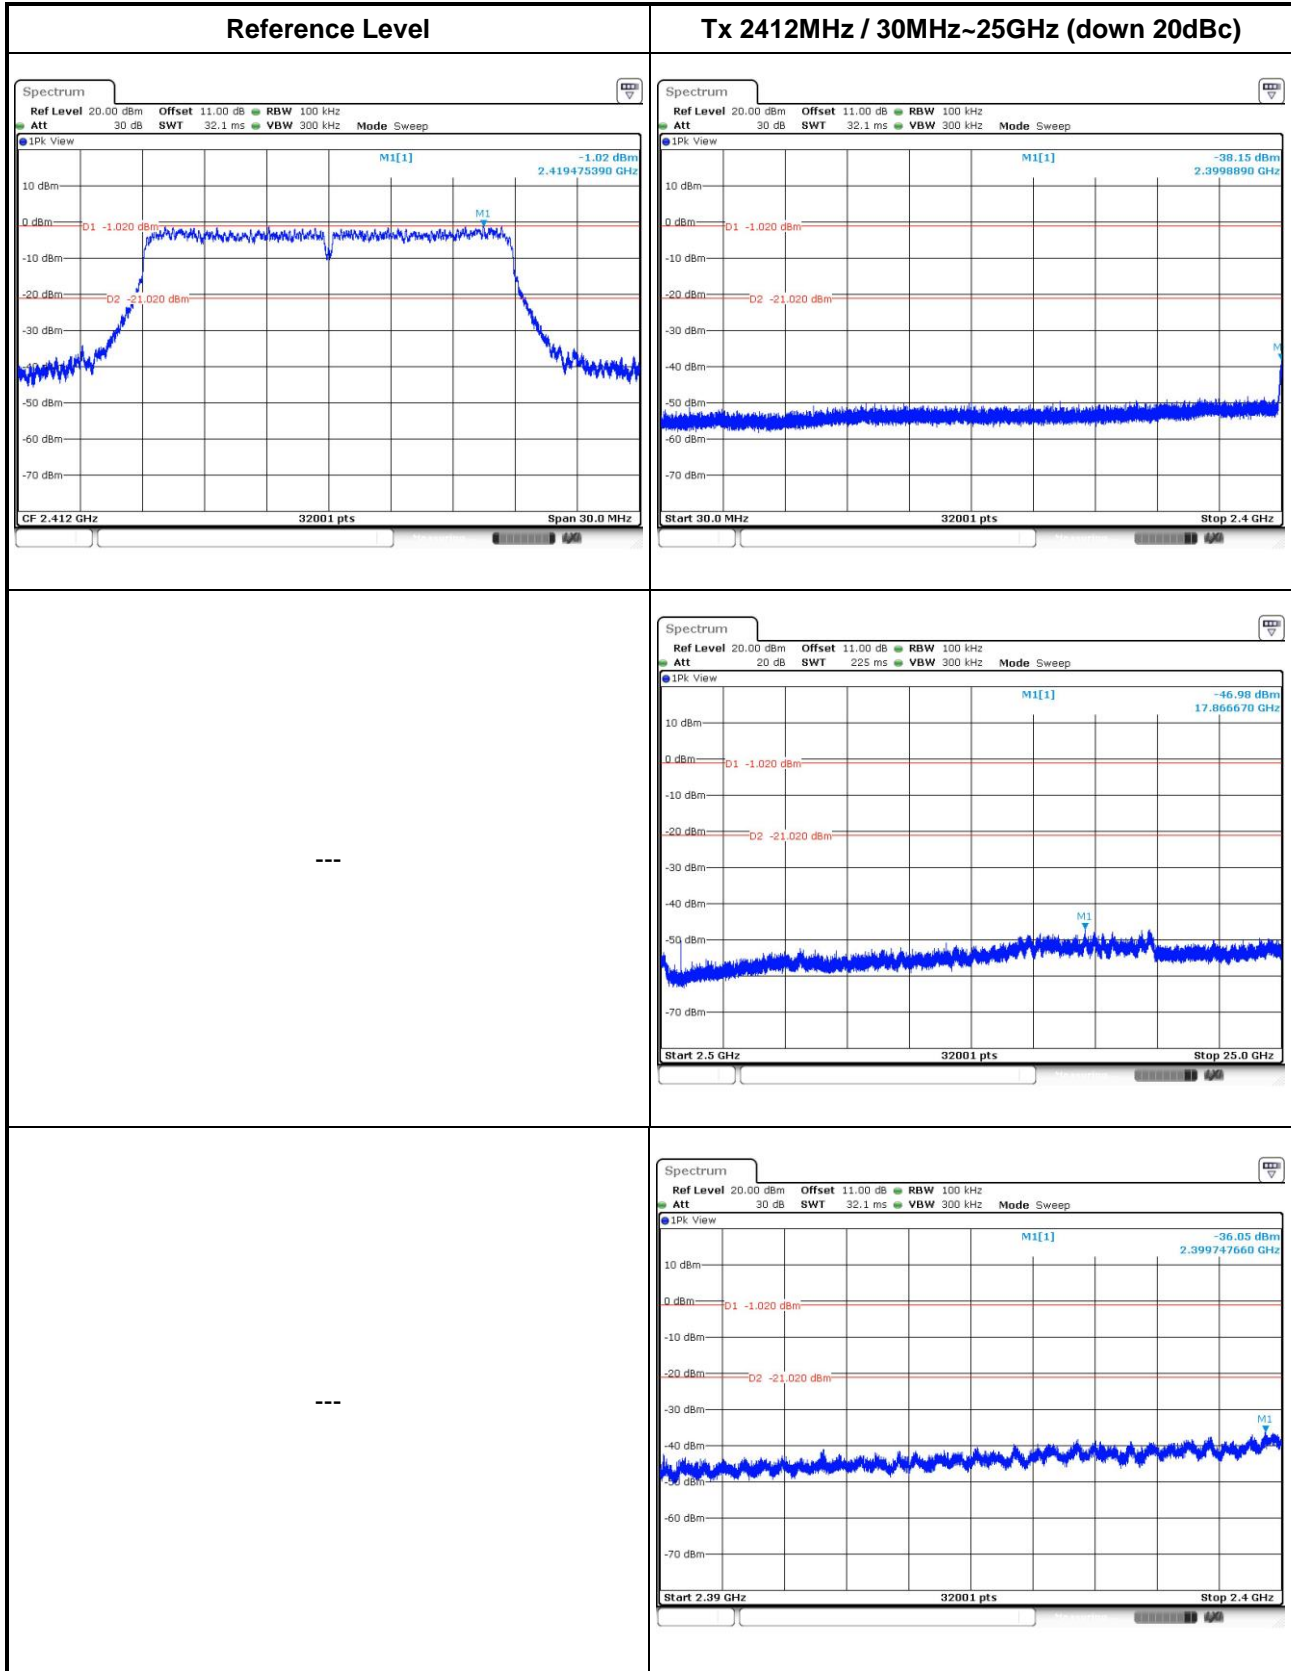 Reference Level
Tx 2412MHz / 30MHz~25GHz (down 20dBc)
Spectrum
Ref Level 20.00 dBm Offset 11.00 dB RBW 100 kHz
Att 30 dB SWT 32.1 ms VBW 300 kHz Mode Sweep
1Pk View
M1[1] -1.02 dBm
2.419475390 GHz
10 dBm
M1
0 dBm
D1 -1.020 dBm
-10 dBm
-20 dBm
D2 -21.020 dBm
-30 dBm
-40 dBm
-50 dBm
-60 dBm
-70 dBm
CF 2.412 GHz 32001 pts Span 30.0 MHz
Spectrum
Ref Level 20.00 dBm Offset 11.00 dB RBW 100 kHz
Att 30 dB SWT 32.1 ms VBW 300 kHz Mode Sweep
1Pk View
M1[1] -38.15 dBm
2.3998890 GHz
10 dBm
0 dBm
D1 -1.020 dBm
-10 dBm
-20 dBm
D2 -21.020 dBm
-30 dBm
-40 dBm
-50 dBm
-60 dBm
-70 dBm
Start 30.0 MHz 32001 pts Stop 2.4 GHz
---
Spectrum
Ref Level 20.00 dBm Offset 11.00 dB RBW 100 kHz
Att 20 dB SWT 225 ms VBW 300 kHz Mode Sweep
1Pk View
M1[1] -46.98 dBm
17.866670 GHz
10 dBm
0 dBm
D1 -1.020 dBm
-10 dBm
-20 dBm
D2 -21.020 dBm
-30 dBm
-40 dBm
M1
-50 dBm
-70 dBm
Start 2.5 GHz 32001 pts Stop 25.0 GHz
---
Spectrum
Ref Level 20.00 dBm Offset 11.00 dB RBW 100 kHz
Att 30 dB SWT 32.1 ms VBW 300 kHz Mode Sweep
1Pk View
M1[1] -36.05 dBm
2.399747660 GHz
10 dBm
0 dBm
D1 -1.020 dBm
-10 dBm
-20 dBm
D2 -21.020 dBm
-30 dBm
M1
-40 dBm
-50 dBm
-60 dBm
-70 dBm
Start 2.39 GHz 32001 pts Stop 2.4 GHz